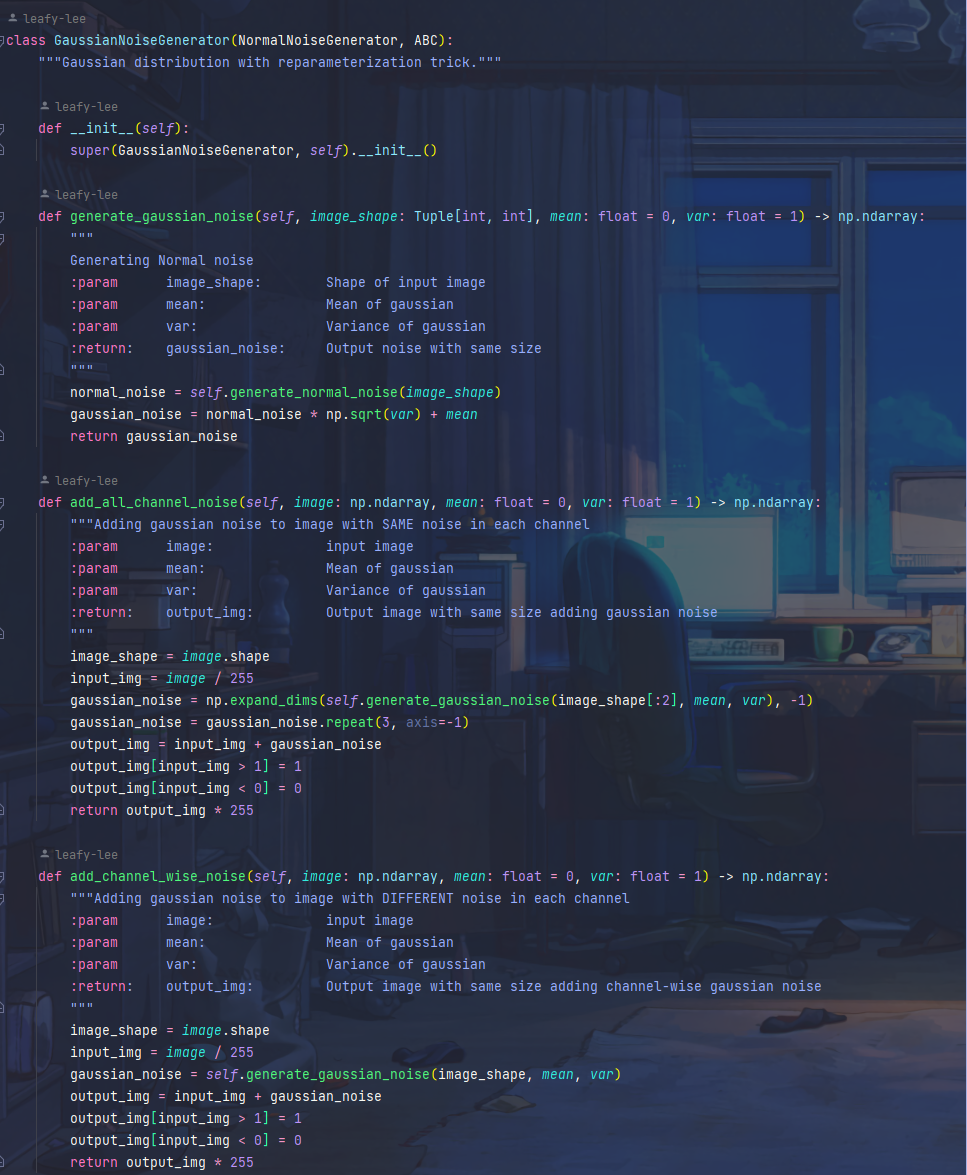 leafy-lee
class GaussianNoiseGenerator(NormalNoiseGenerator, ABC):
    """Gaussian distribution with reparameterization trick."""
    leafy-lee
    def __init__(self):
        super(GaussianNoiseGenerator, self).__init__()
    leafy-lee
    def generate_gaussian_noise(self, image_shape: Tuple[int, int], mean: float = 0, var: float = 1) -> np.ndarray:
        """
        Generating Normal noise
        :param      image_shape:        Shape of input image
        :param      mean:               Mean of gaussian
        :param      var:                Variance of gaussian
        :return:    gaussian_noise:     Output noise with same size
        """
        normal_noise = self.generate_normal_noise(image_shape)
        gaussian_noise = normal_noise * np.sqrt(var) + mean
        return gaussian_noise
    leafy-lee
    def add_all_channel_noise(self, image: np.ndarray, mean: float = 0, var: float = 1) -> np.ndarray:
        """Adding gaussian noise to image with SAME noise in each channel
        :param      image:              input image
        :param      mean:               Mean of gaussian
        :param      var:                Variance of gaussian
        :return:    output_img:         Output image with same size adding gaussian noise
        """
        image_shape = image.shape
        input_img = image / 255
        gaussian_noise = np.expand_dims(self.generate_gaussian_noise(image_shape[:2], mean, var), -1)
        gaussian_noise = gaussian_noise.repeat(3, axis=-1)
        output_img = input_img + gaussian_noise
        output_img[input_img > 1] = 1
        output_img[input_img < 0] = 0
        return output_img * 255
    leafy-lee
    def add_channel_wise_noise(self, image: np.ndarray, mean: float = 0, var: float = 1) -> np.ndarray:
        """Adding gaussian noise to image with DIFFERENT noise in each channel
        :param      image:              input image
        :param      mean:               Mean of gaussian
        :param      var:                Variance of gaussian
        :return:    output_img:         Output image with same size adding channel-wise gaussian noise
        """
        image_shape = image.shape
        input_img = image / 255
        gaussian_noise = self.generate_gaussian_noise(image_shape, mean, var)
        output_img = input_img + gaussian_noise
        output_img[input_img > 1] = 1
        output_img[input_img < 0] = 0
        return output_img * 255